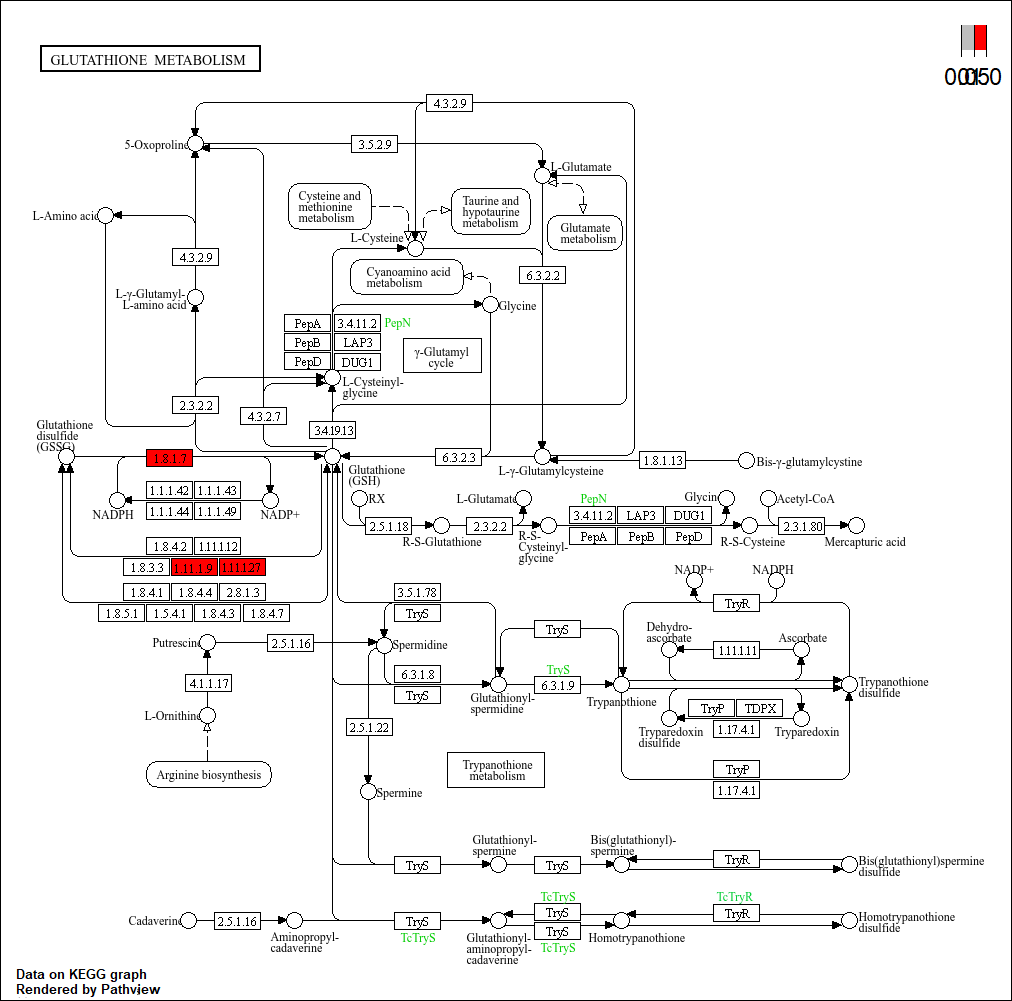 GLUTATHIONE METABOLISM
4.3.2.9
5-Oxoproline
3.5.2.9
L-Glutamate
Cysteine and
methionine
metabolism
Taurine and
hypotaurine
metabolism
L-Amino acid
Glutamate
metabolism
L-Cysteine
4.3.2.9
Cyanoamino acid
metabolism
6.3.2.2
L-γ-Glutamyl-
L-amino acid
Glycine
PepA
3.4.11.2
PepN
PepB
LAP3
γ-Glutamyl
cycle
PepD
DUG1
L-Cysteinyl-
glycine
2.3.2.2
4.3.2.7
Glutathione
disulfide
(GSSG)
3.4.19.13
1.8.1.7
Glutathione
(GSH)
6.3.2.3
L-γ-Glutamylcysteine
1.8.1.13
Bis-γ-glutamylcystine
1.1.1.42
1.1.1.43
NADPH
1.1.1.44
1.1.1.49
NADP+
RX
L-Glutamate
PepN
Glycin
Acetyl-CoA
2.5.1.18
2.3.2.2
3.4.11.2
LAP3
DUG1
2.3.1.80
R-S-Glutathione
R-S-
Cysteinyl-
glycine
PepA
PepB
PepD
R-S-Cysteine
Mercapturic acid
1.8.4.2
1.11.1.12
1.8.3.3
1.11.1.9
1.11.1.27
1.8.4.1
1.8.4.4
2.8.1.3
1.8.5.1
1.5.4.1
1.8.4.3
1.8.4.7
3.5.1.78
TryS
NADP+
NADPH
TryR
Putrescine
2.5.1.16
Spermidine
TryS
Dehydro-
ascorbate
1.11.1.11
Ascorbate
4.1.1.17
6.3.1.8
TryS
Glutathionyl-
spermidine
TryS
6.3.1.9
Trypanothione
Trypanothione
disulfide
L-Ornithine
2.5.1.22
TryP
TDPX
1.17.4.1
Tryparedoxin
disulfide
Tryparedoxin
Arginine biosynthesis
Trypanothione
metabolism
TryP
1.17.4.1
Spermine
Glutathionyl-
spermine
Bis(glutathionyl)-
spermine
TryS
TryS
TryR
Bis(glutathionyl)spermine
disulfide
Cadaverine
2.5.1.16
Aminopropyl-
cadaverine
TryS
TcTryS
Glutathionyl-
aminopropyl-
cadaverine
TcTryS
TryS
TryS
TcTryS
Homotrypanothione
TcTryR
TryR
Homotrypanothione
disulfide
Data on KEGG graph
Rendered by Pathview